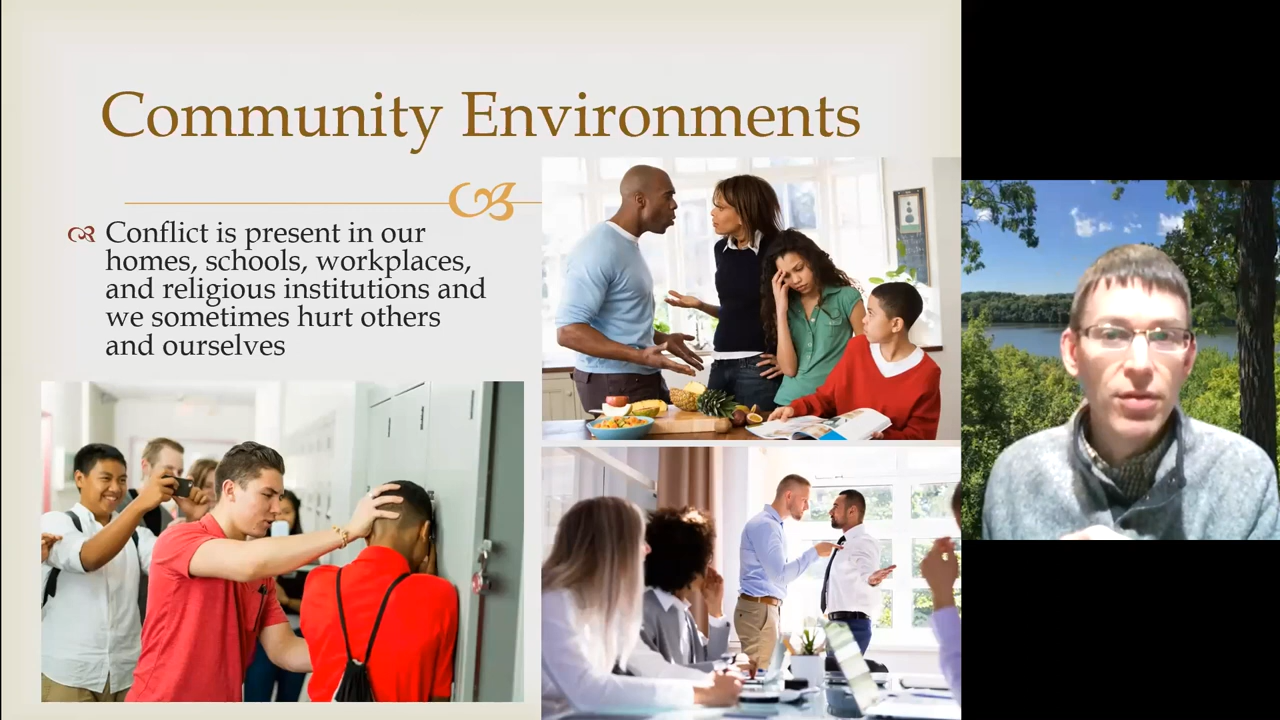 Community Environments
Conflict is present in our
homes, schools, workplaces,
and religious institutions and
we sometimes hurt others
and ourselves